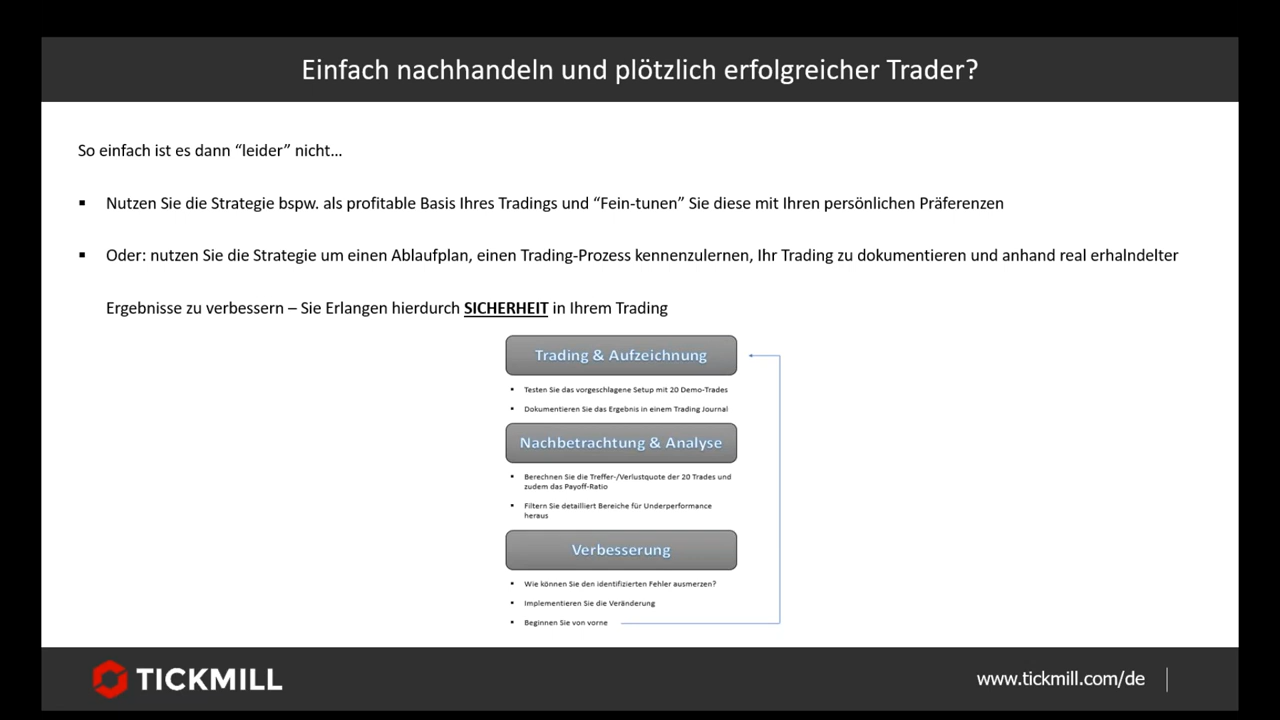 Einfach nachhandeln und plötzlich erfolgreicher Trader?
So einfach ist es dann “leider” nicht...
▪ Nutzen Sie die Strategie bspw. als profitable Basis Ihres Tradings und “Fein-tunen” Sie diese mit Ihren persönlichen Präferenzen
▪ Oder: nutzen Sie die Strategie um einen Ablaufplan, einen Trading-Prozess kennenzulernen, Ihr Trading zu dokumentieren und anhand real erhalndelter
Ergebnisse zu verbessern – Sie Erlangen hierdurch SICHERHEIT in Ihrem Trading
Trading & Aufzeichnung
▪ Testen Sie das vorgeschlagene Setup mit 20 Demo-Trades
▪ Dokumentieren Sie das Ergebnis in einem Trading Journal
Nachbetrachtung & Analyse
▪ Berechnen Sie die Treffer-/Verlustquote der 20 Trades und
zudem das Payoff-Ratio
▪ Filtern Sie detailliert Bereiche für Underperformance
heraus
Verbesserung
▪ Wie können Sie den identifizierten Fehler ausmerzen?
▪ Implementieren Sie die Veränderung
▪ Beginnen Sie von vorne
TICKMILL
www.tickmill.com/de